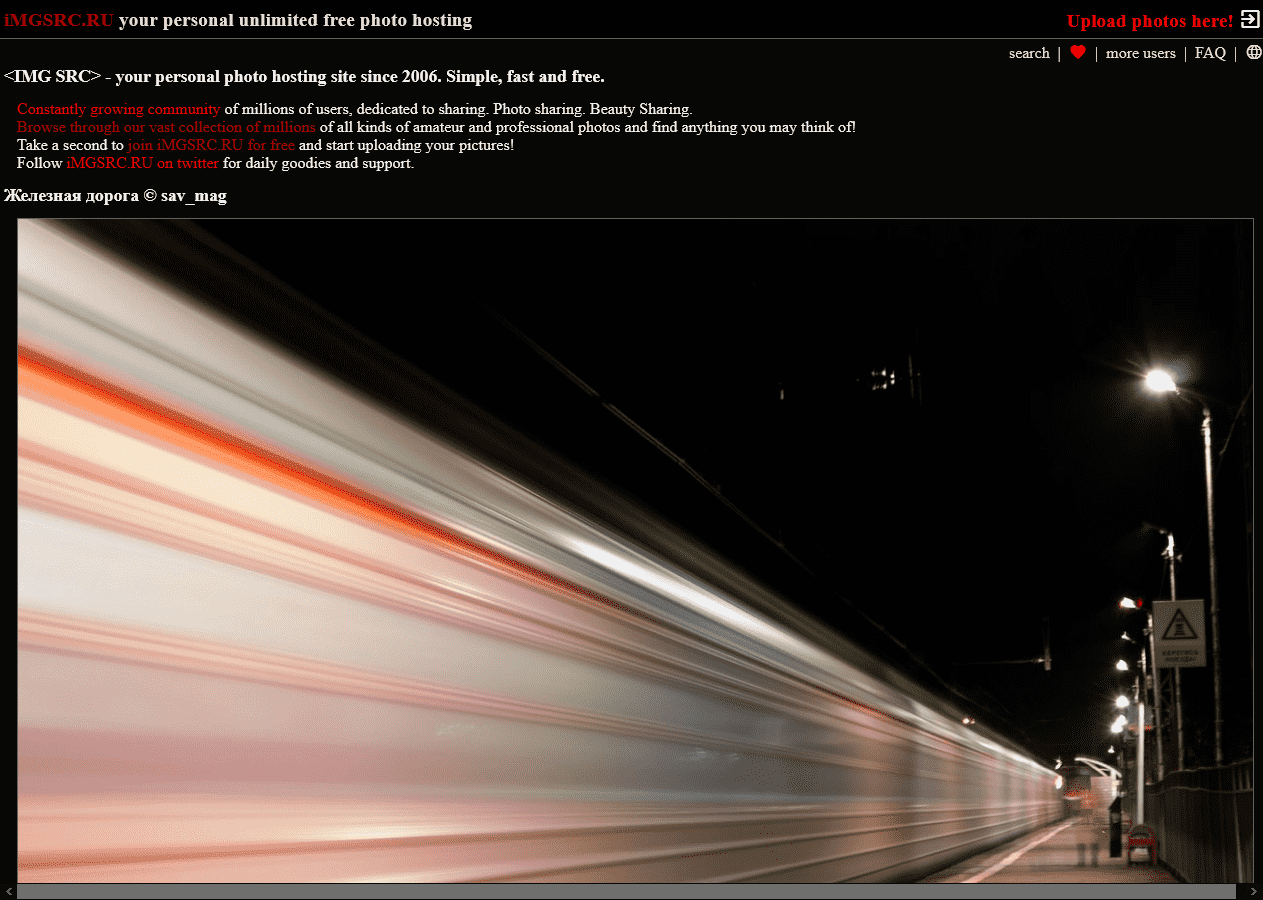 iMGSRC.RU your personal unlimited free photo hosting
Upload photos here!
search | | more users | FAQ |
<IMG SRC> - your personal photo hosting site since 2006. Simple, fast and free.
Constantly growing community of millions of users, dedicated to sharing. Photo sharing. Beauty Sharing.
Browse through our vast collection of millions of all kinds of amateur and professional photos and find anything you may think of!
Take a second to join iMGSRC.RU for free and start uploading your pictures!
Follow iMGSRC.RU on twitter for daily goodies and support.
Железная дорога © sav_mag
БЕРЕГИСЬ
ПОЕЗДА!